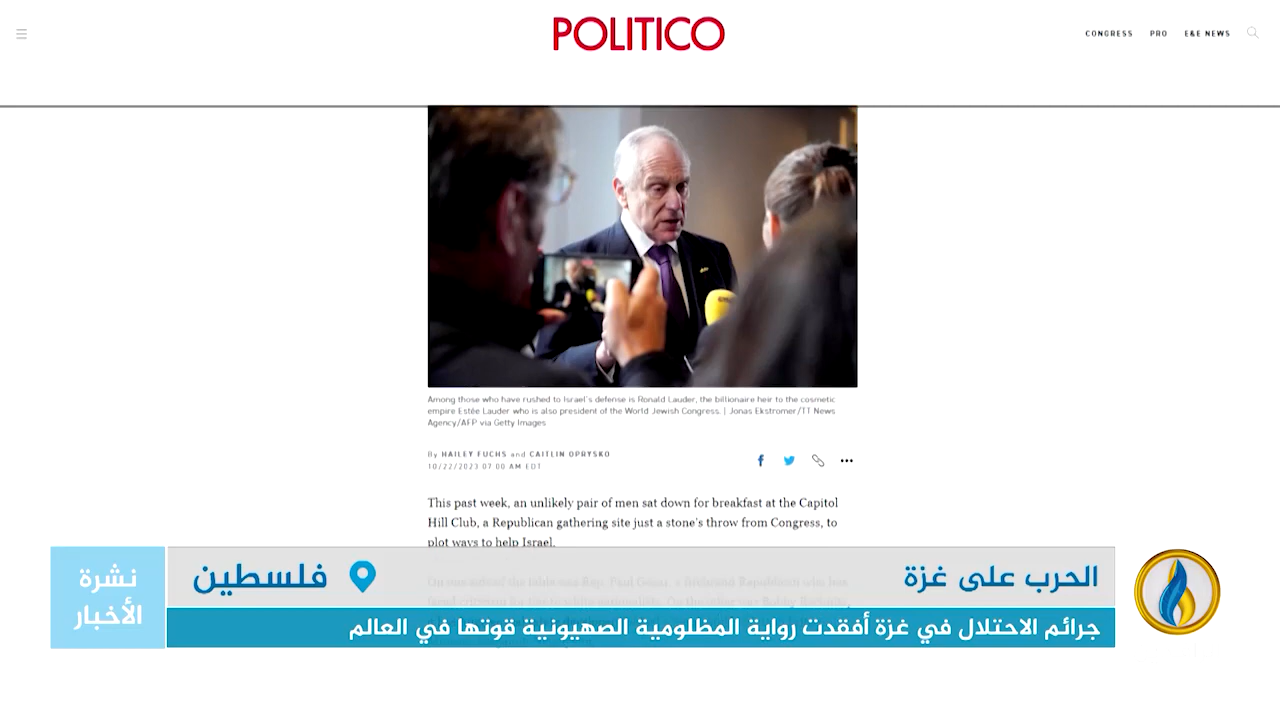 POLITICO
CONGRESS PRO E&E NEWS
Among those who have rushed to Israel's defense is Ronald Lauder, the billionaire heir to the cosmetic
empire Estée Lauder who is also president of the World Jewish Congress. | Jonas Ekstromer/TT News
Agency/AFP via Getty Images
By HAILEY FUCHS and CAITLIN OPRYSKO
10/22/2023 07:00 AM EDT
This past week, an unlikely pair of men sat down for breakfast at the Capitol
Hill Club, a Republican gathering site just a stone's throw from Congress, to
plot ways to help Israel.
الحرب على غزة
فلسطين
نشرة
الأخبار
جرائم الاحتلال في غزة أفقدت رواية المظلومية الصهيونية قوتها في العالم